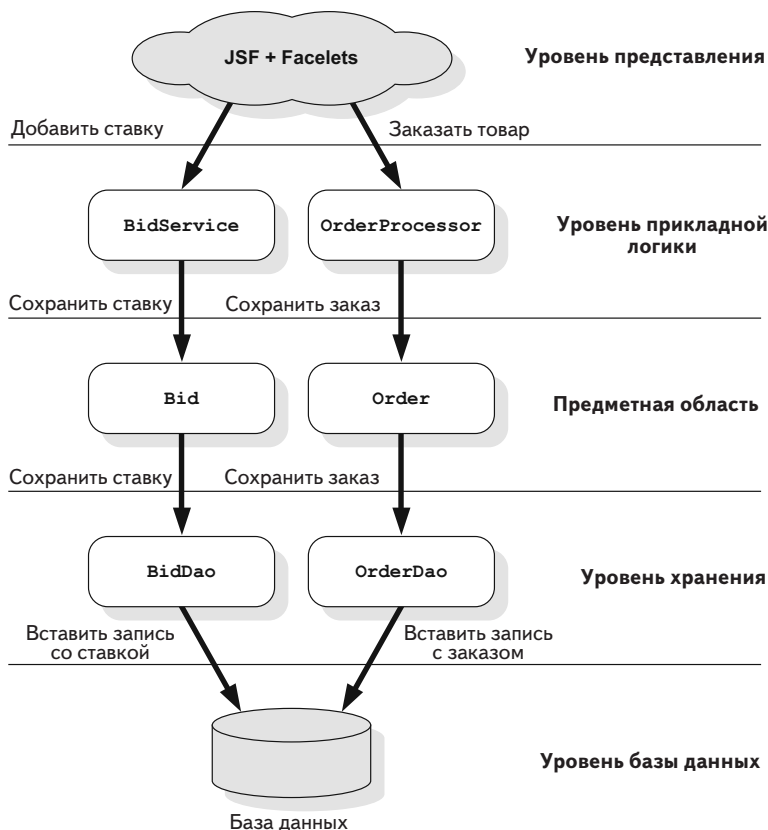 JSF + Facelets
Уровень представления
Добавить ставку
Заказать товар
BidService
OrderProcessor
Уровень прикладной
логики
Сохранить ставку
Сохранить заказ
Bid
Order
Предметная область
Сохранить ставку
Сохранить заказ
BidDao
OrderDao
Уровень хранения
Вставить запись
со ставкой
Вставить запись
с заказом
Уровень базы данных
База данных